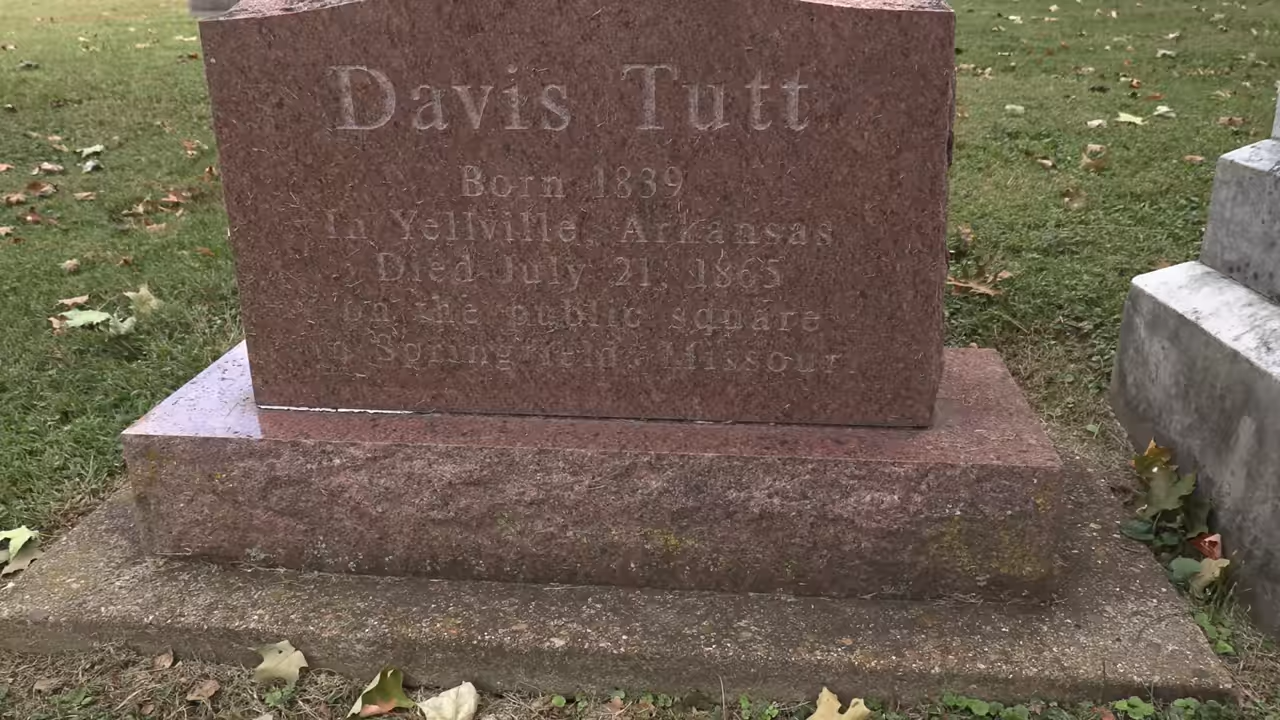 Davis Tutt
Born 1839
In Yellville, Arkansas
Died July 21, 1865
on the public square
in Springfield, Missouri